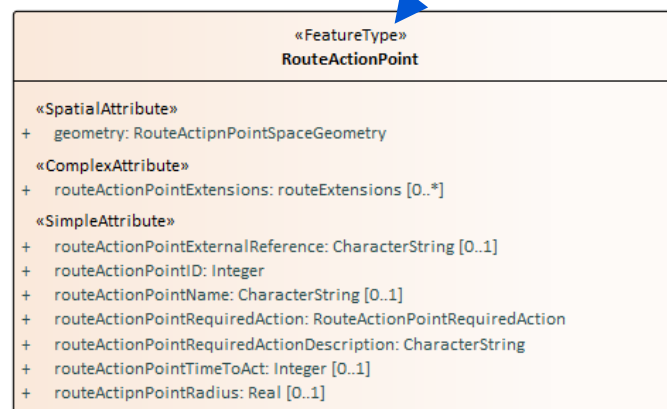 «FeatureType»
RouteActionPoint
«SpatialAttribute»
+ geometry: RouteActipnPointSpaceGeometry
«ComplexAttribute»
+ routeActionPointExtensions: routeExtensions [0..*]
«SimpleAttribute»
+ routeActionPointExternalReference: CharacterString [0..1]
+ routeActionPointID: Integer
+ routeActionPointName: CharacterString [0..1]
+ routeActionPointRequiredAction: RouteActionPointRequiredAction
+ routeActionPointRequiredActionDescription: CharacterString
+ routeActionPointTimeToAct: Integer [0..1]
+ routeActipnPointRadius: Real [0..1]